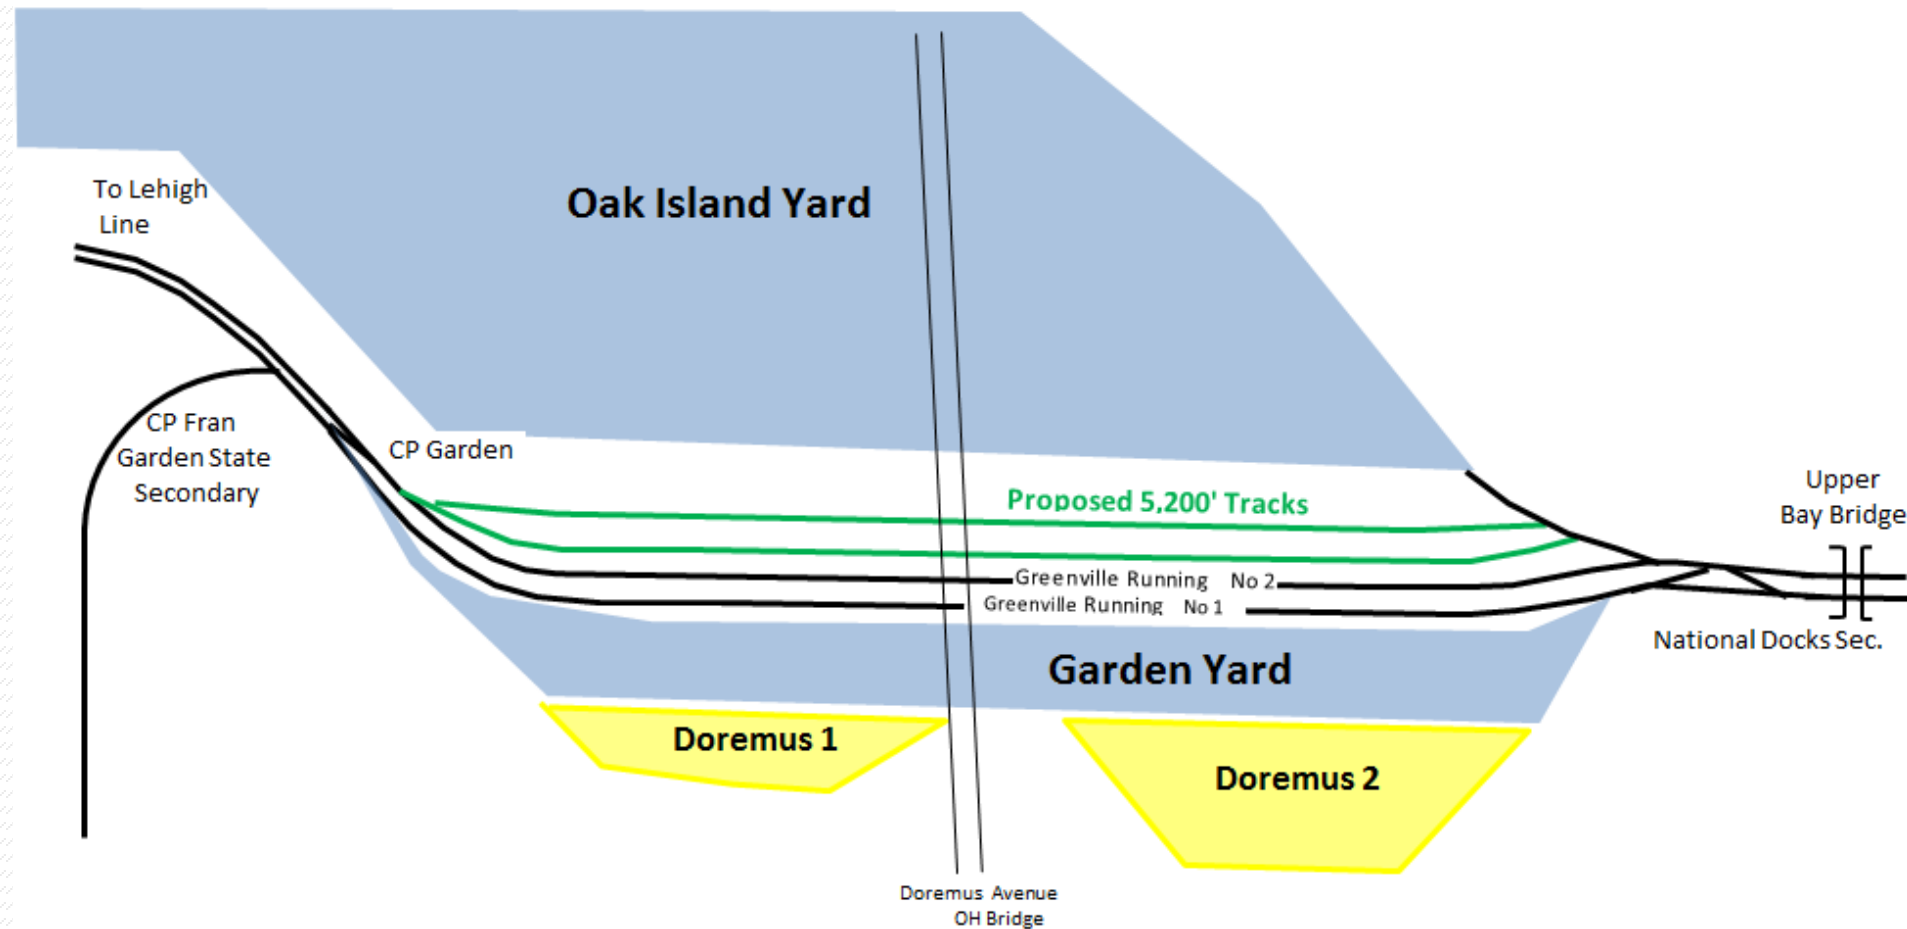 Oak Island Yard
To Lehigh
Line
CP Fran
Garden State
Secondary
CP Garden
Proposed 5,200' Tracks
Upper
Bay Bridge
Greenville Running No 2
Greenville Running No 1
National Docks Sec.
Garden Yard
Doremus 1
Doremus 2
Doremus Avenue
OH Bridge